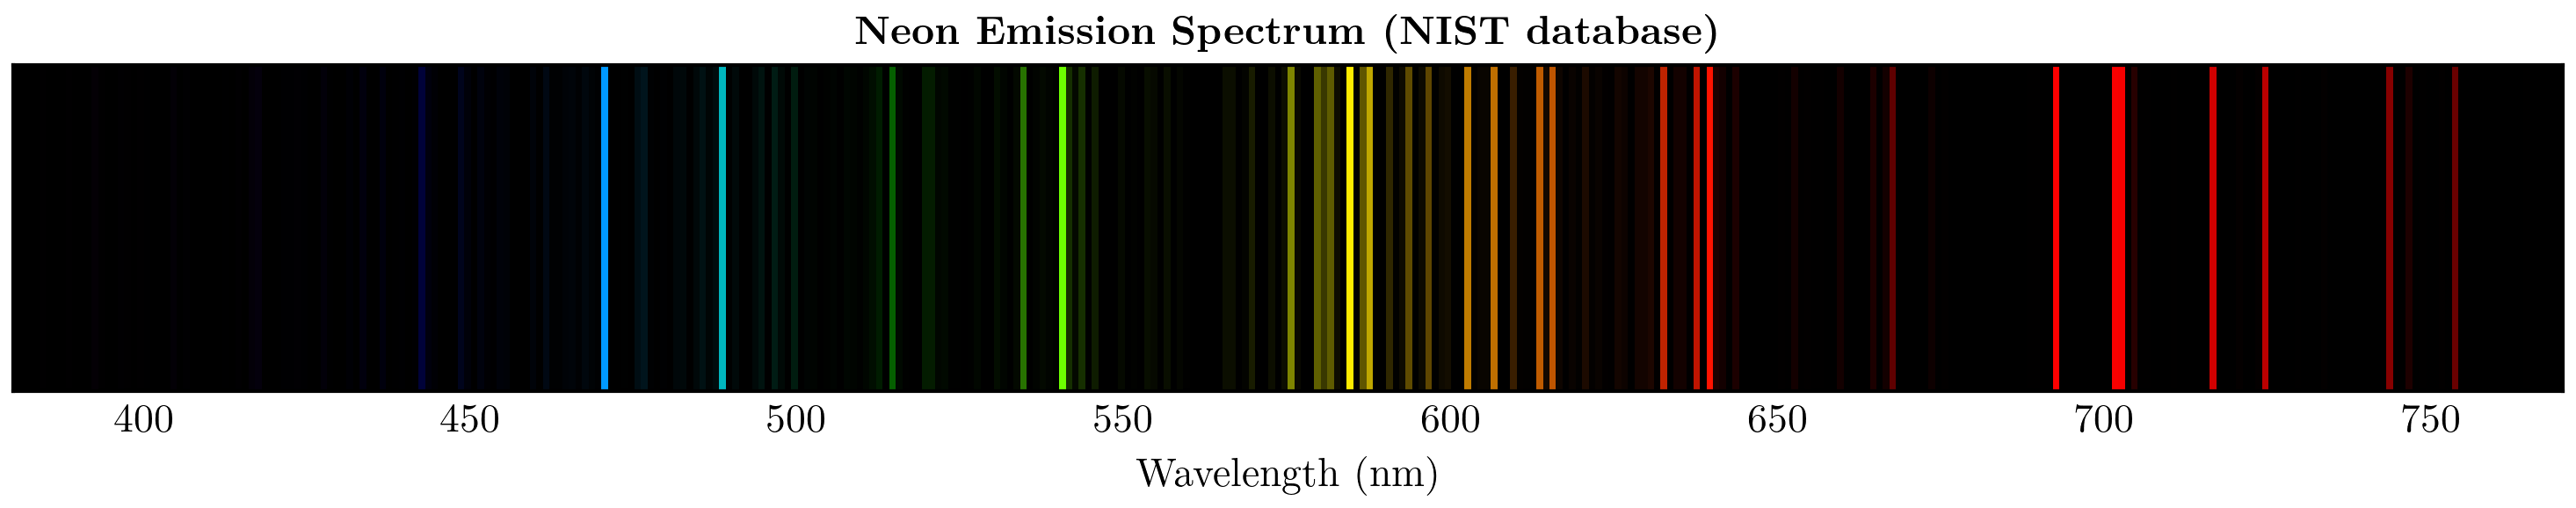 Neon Emission Spectrum (NIST database)
400 450 500 550 600 650 700 750
Wavelength (nm)